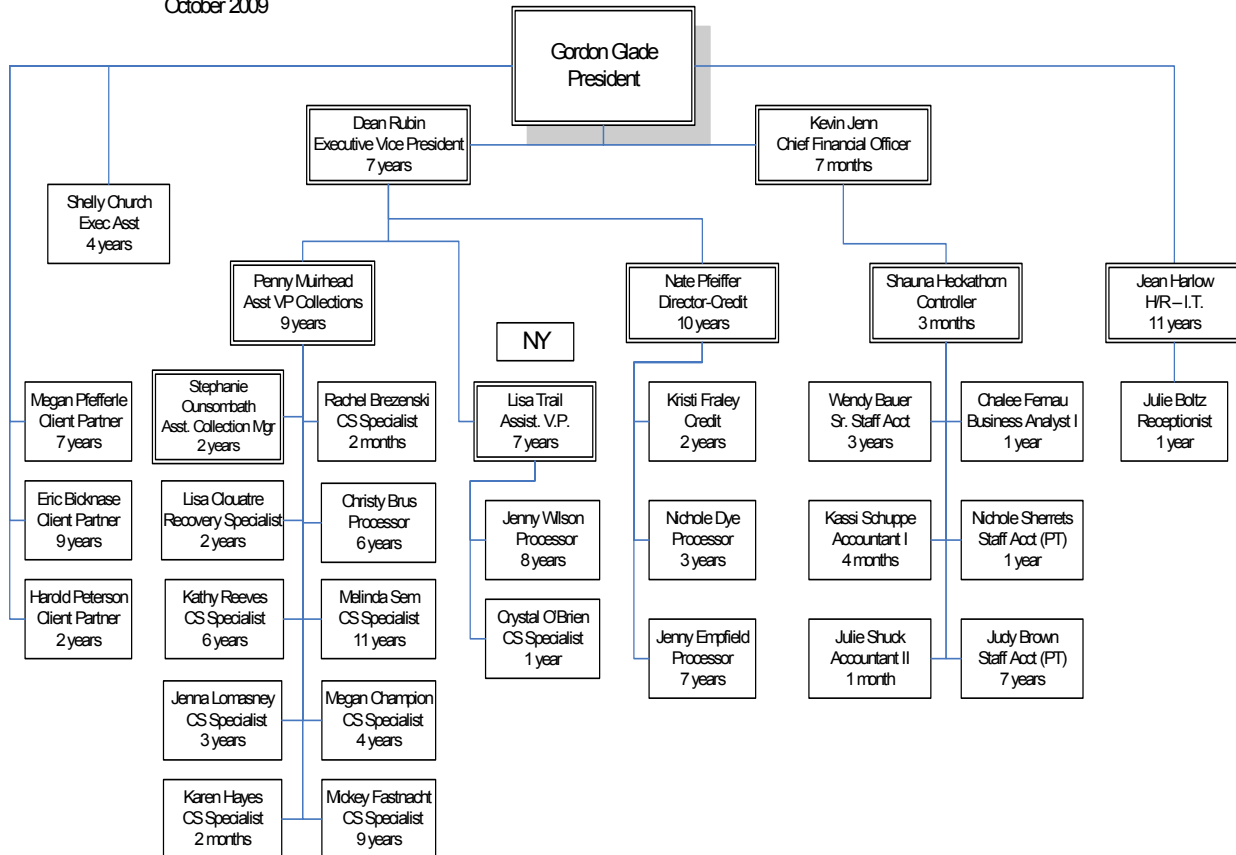 October 2009
Gordon Glade
President
Dean Rubin
Executive Vice President
7 years
Kevin Jenn
Chief Financial Officer
7 months
Shelly Church
Exec Asst
4 years
Penny Muirhead
Asst VP Collections
9 years
Nate Pfeiffer
Director-Credit
10 years
Shauna Heckathorn
Controller
3 months
Jean Harlow
H/R – I.T.
11 years
NY
Megan Pfefferle
Client Partner
7 years
Stephanie
Ounsombath
Asst. Collection Mgr
2 years
Rachel Brezenski
CS Specialist
2 months
Lisa Trail
Assist. V.P.
7 years
Kristi Fraley
Credit
2 years
Wendy Bauer
Sr. Staff Acct
3 years
Chalee Fernau
Business Analyst I
1 year
Julie Boltz
Receptionist
1 year
Eric Bicknase
Client Partner
9 years
Lisa Clouatre
Recovery Specialist
2 years
Christy Brus
Processor
6 years
Jenny Wilson
Processor
8 years
Nichole Dye
Processor
3 years
Kassi Schuppe
Accountant I
4 months
Nichole Sherrets
Staff Acct (PT)
1 year
Harold Peterson
Client Partner
2 years
Kathy Reeves
CS Specialist
6 years
Melinda Sem
CS Specialist
11 years
Crystal O'Brien
CS Specialist
1 year
Jenny Empfield
Processor
7 years
Julie Shuck
Accountant II
1 month
Judy Brown
Staff Acct (PT)
7 years
Jenna Lomasney
CS Specialist
3 years
Megan Champion
CS Specialist
4 years
Karen Hayes
CS Specialist
2 months
Mickey Fastnacht
CS Specialist
9 years